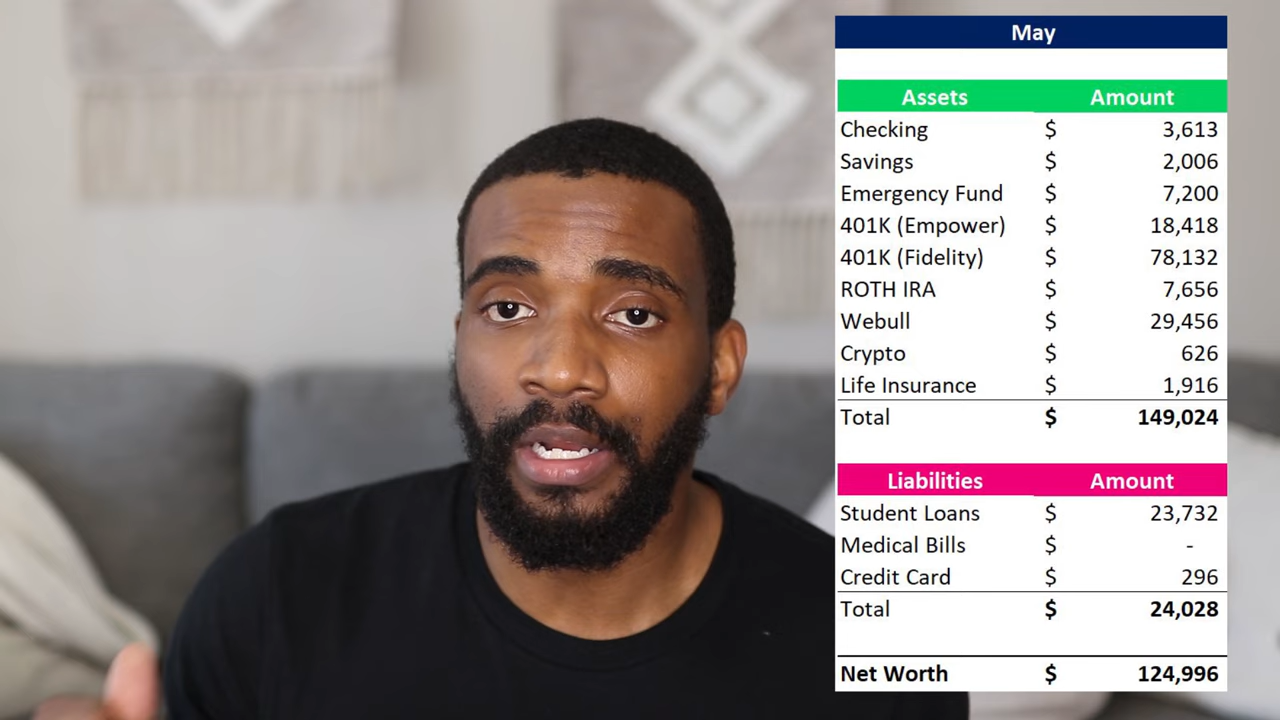 May
Assets Amount
Checking $ 3,613
Savings $ 2,006
Emergency Fund $ 7,200
401K (Empower) $ 18,418
401K (Fidelity) $ 78,132
ROTH IRA $ 7,656
Webull $ 29,456
Crypto $ 626
Life Insurance $ 1,916
Total $ 149,024
Liabilities Amount
Student Loans $ 23,732
Medical Bills $ -
Credit Card $ 296
Total $ 24,028
Net Worth $ 124,996